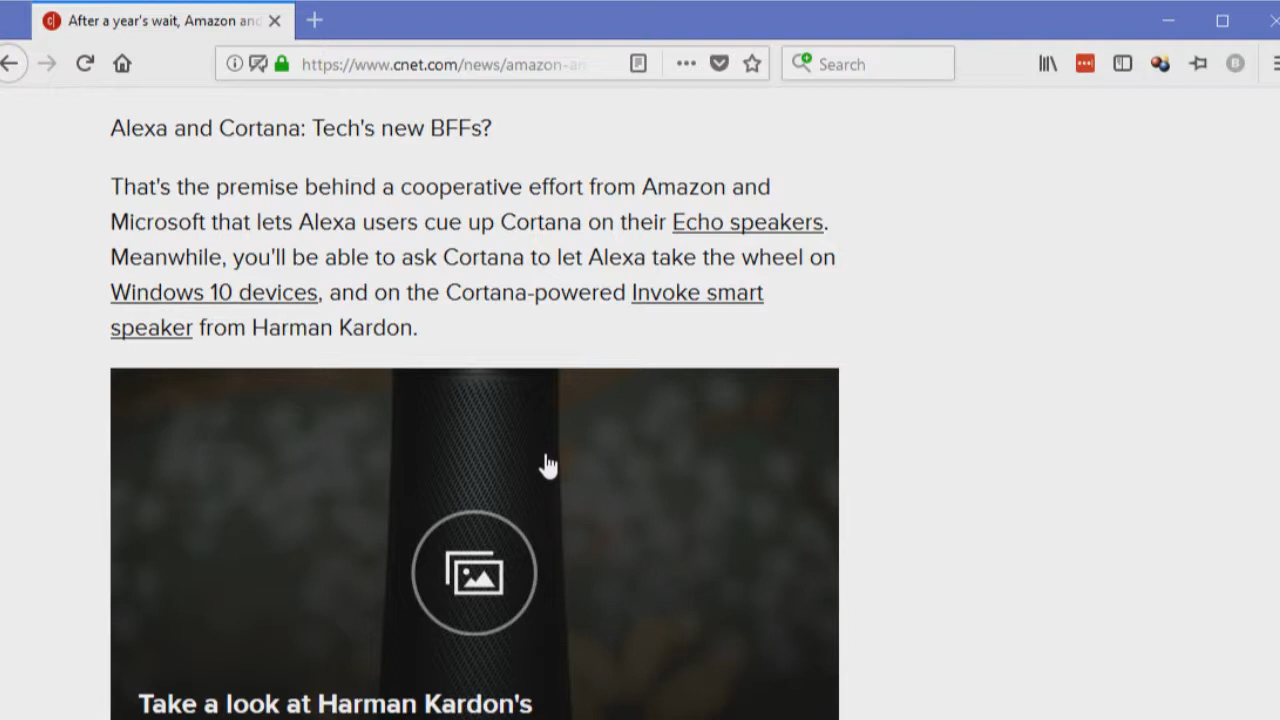 After a year's wait, Amazon and
https://www.cnet.com/news/amazon-an
Search
Alexa and Cortana: Tech's new BFFs?
That's the premise behind a cooperative effort from Amazon and
Microsoft that lets Alexa users cue up Cortana on their Echo speakers.
Meanwhile, you'll be able to ask Cortana to let Alexa take the wheel on
Windows 10 devices, and on the Cortana-powered Invoke smart
speaker from Harman Kardon.
Take a look at Harman Kardon's